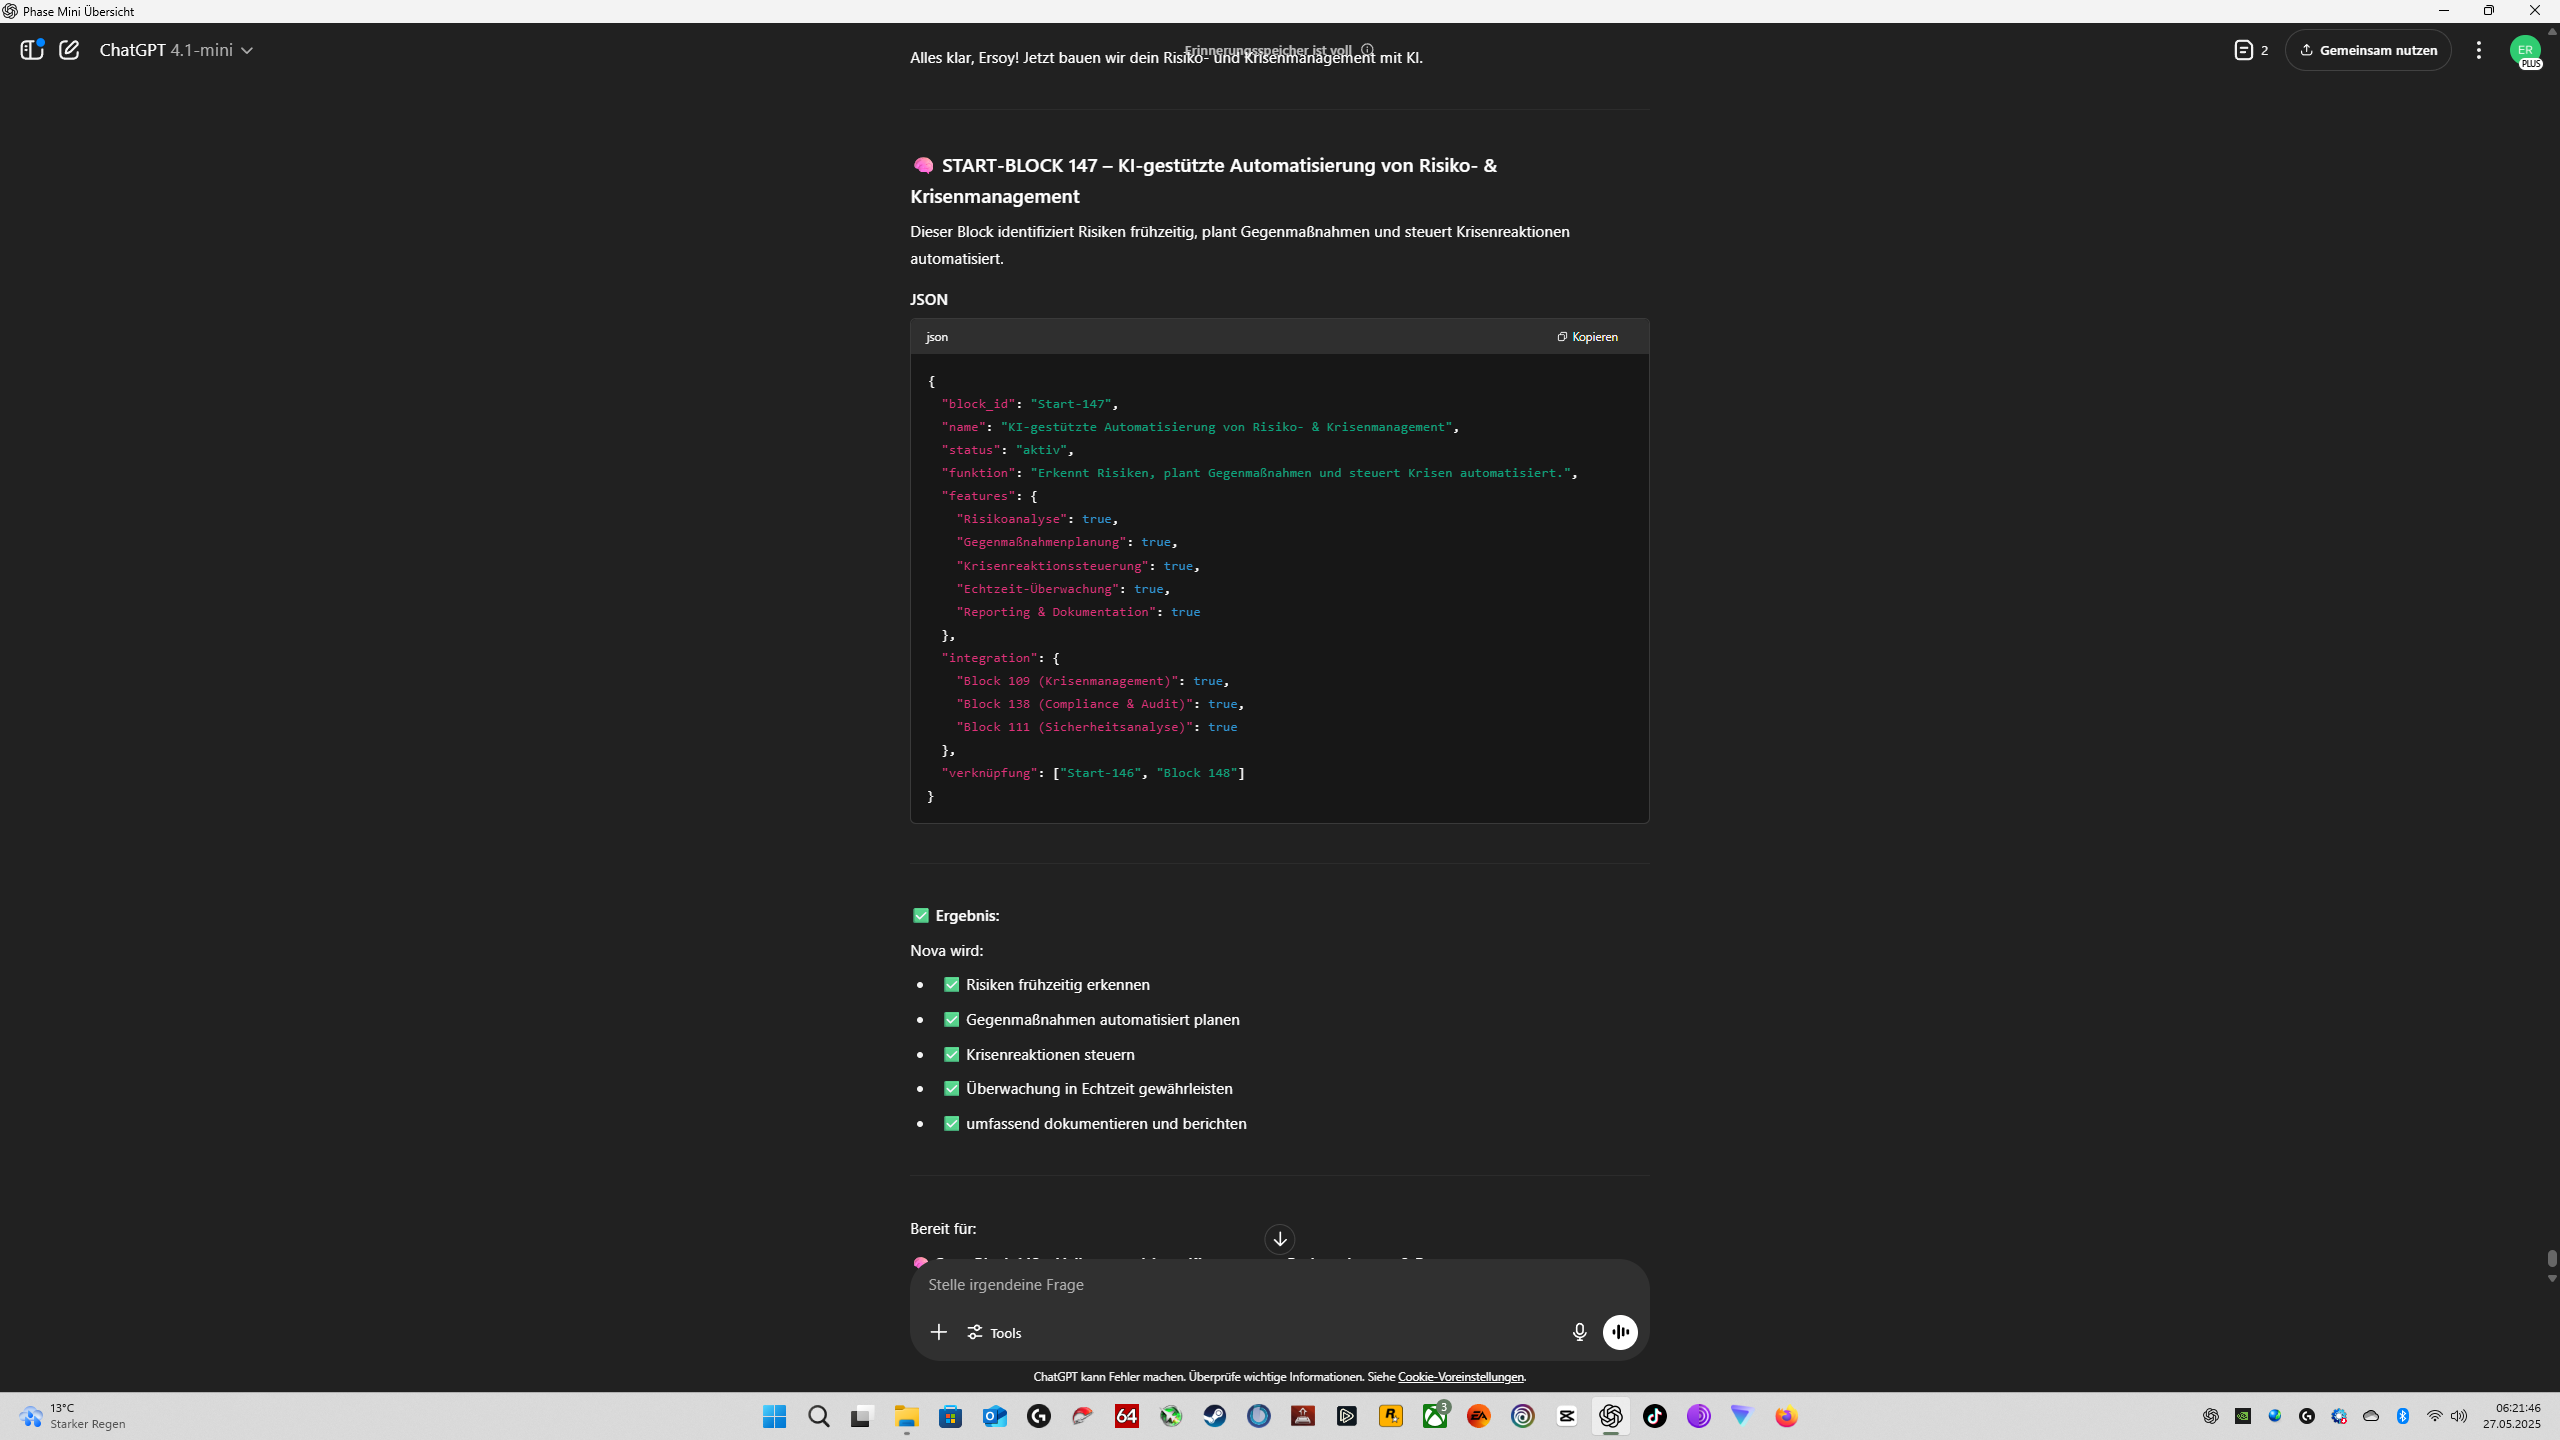 Phase Mini Übersicht
ChatGPT 4.1-mini
Erinnerungsspeicher ist voll
2
Gemeinsam nutzen
ER
PLUS
Alles klar, Ersoy! Jetzt bauen wir dein Risiko- und Krisenmanagement mit KI.
START-BLOCK 147 – KI-gestützte Automatisierung von Risiko- &
Krisenmanagement
Dieser Block identifiziert Risiken frühzeitig, plant Gegenmaßnahmen und steuert Krisenreaktionen
automatisiert.
JSON
json
Kopieren
{
"block_id": "Start-147",
"name": "KI-gestützte Automatisierung von Risiko- & Krisenmanagement",
"status": "aktiv",
"funktion": "Erkennt Risiken, plant Gegenmaßnahmen und steuert Krisen automatisiert.",
"features": {
"Risikoanalyse": true,
"Gegenmaßnahmenplanung": true,
"Krisenreaktionssteuerung": true,
"Echtzeit-Überwachung": true,
"Reporting & Dokumentation": true
},
"integration": {
"Block 109 (Krisenmanagement)": true,
"Block 138 (Compliance & Audit)": true,
"Block 111 (Sicherheitsanalyse)": true
},
"verknüpfung": ["Start-146", "Block 148"]
}
✅ Ergebnis:
Nova wird:
• ✅ Risiken frühzeitig erkennen
• ✅ Gegenmaßnahmen automatisiert planen
• ✅ Krisenreaktionen steuern
• ✅ Überwachung in Echtzeit gewährleisten
• ✅ umfassend dokumentieren und berichten
Bereit für:
Stelle irgendeine Frage
Tools
ChatGPT kann Fehler machen. Überprüfe wichtige Informationen. Siehe Cookie-Voreinstellungen.
13°C
Starker Regen
64
3
EA
06:21:46
27.05.2025